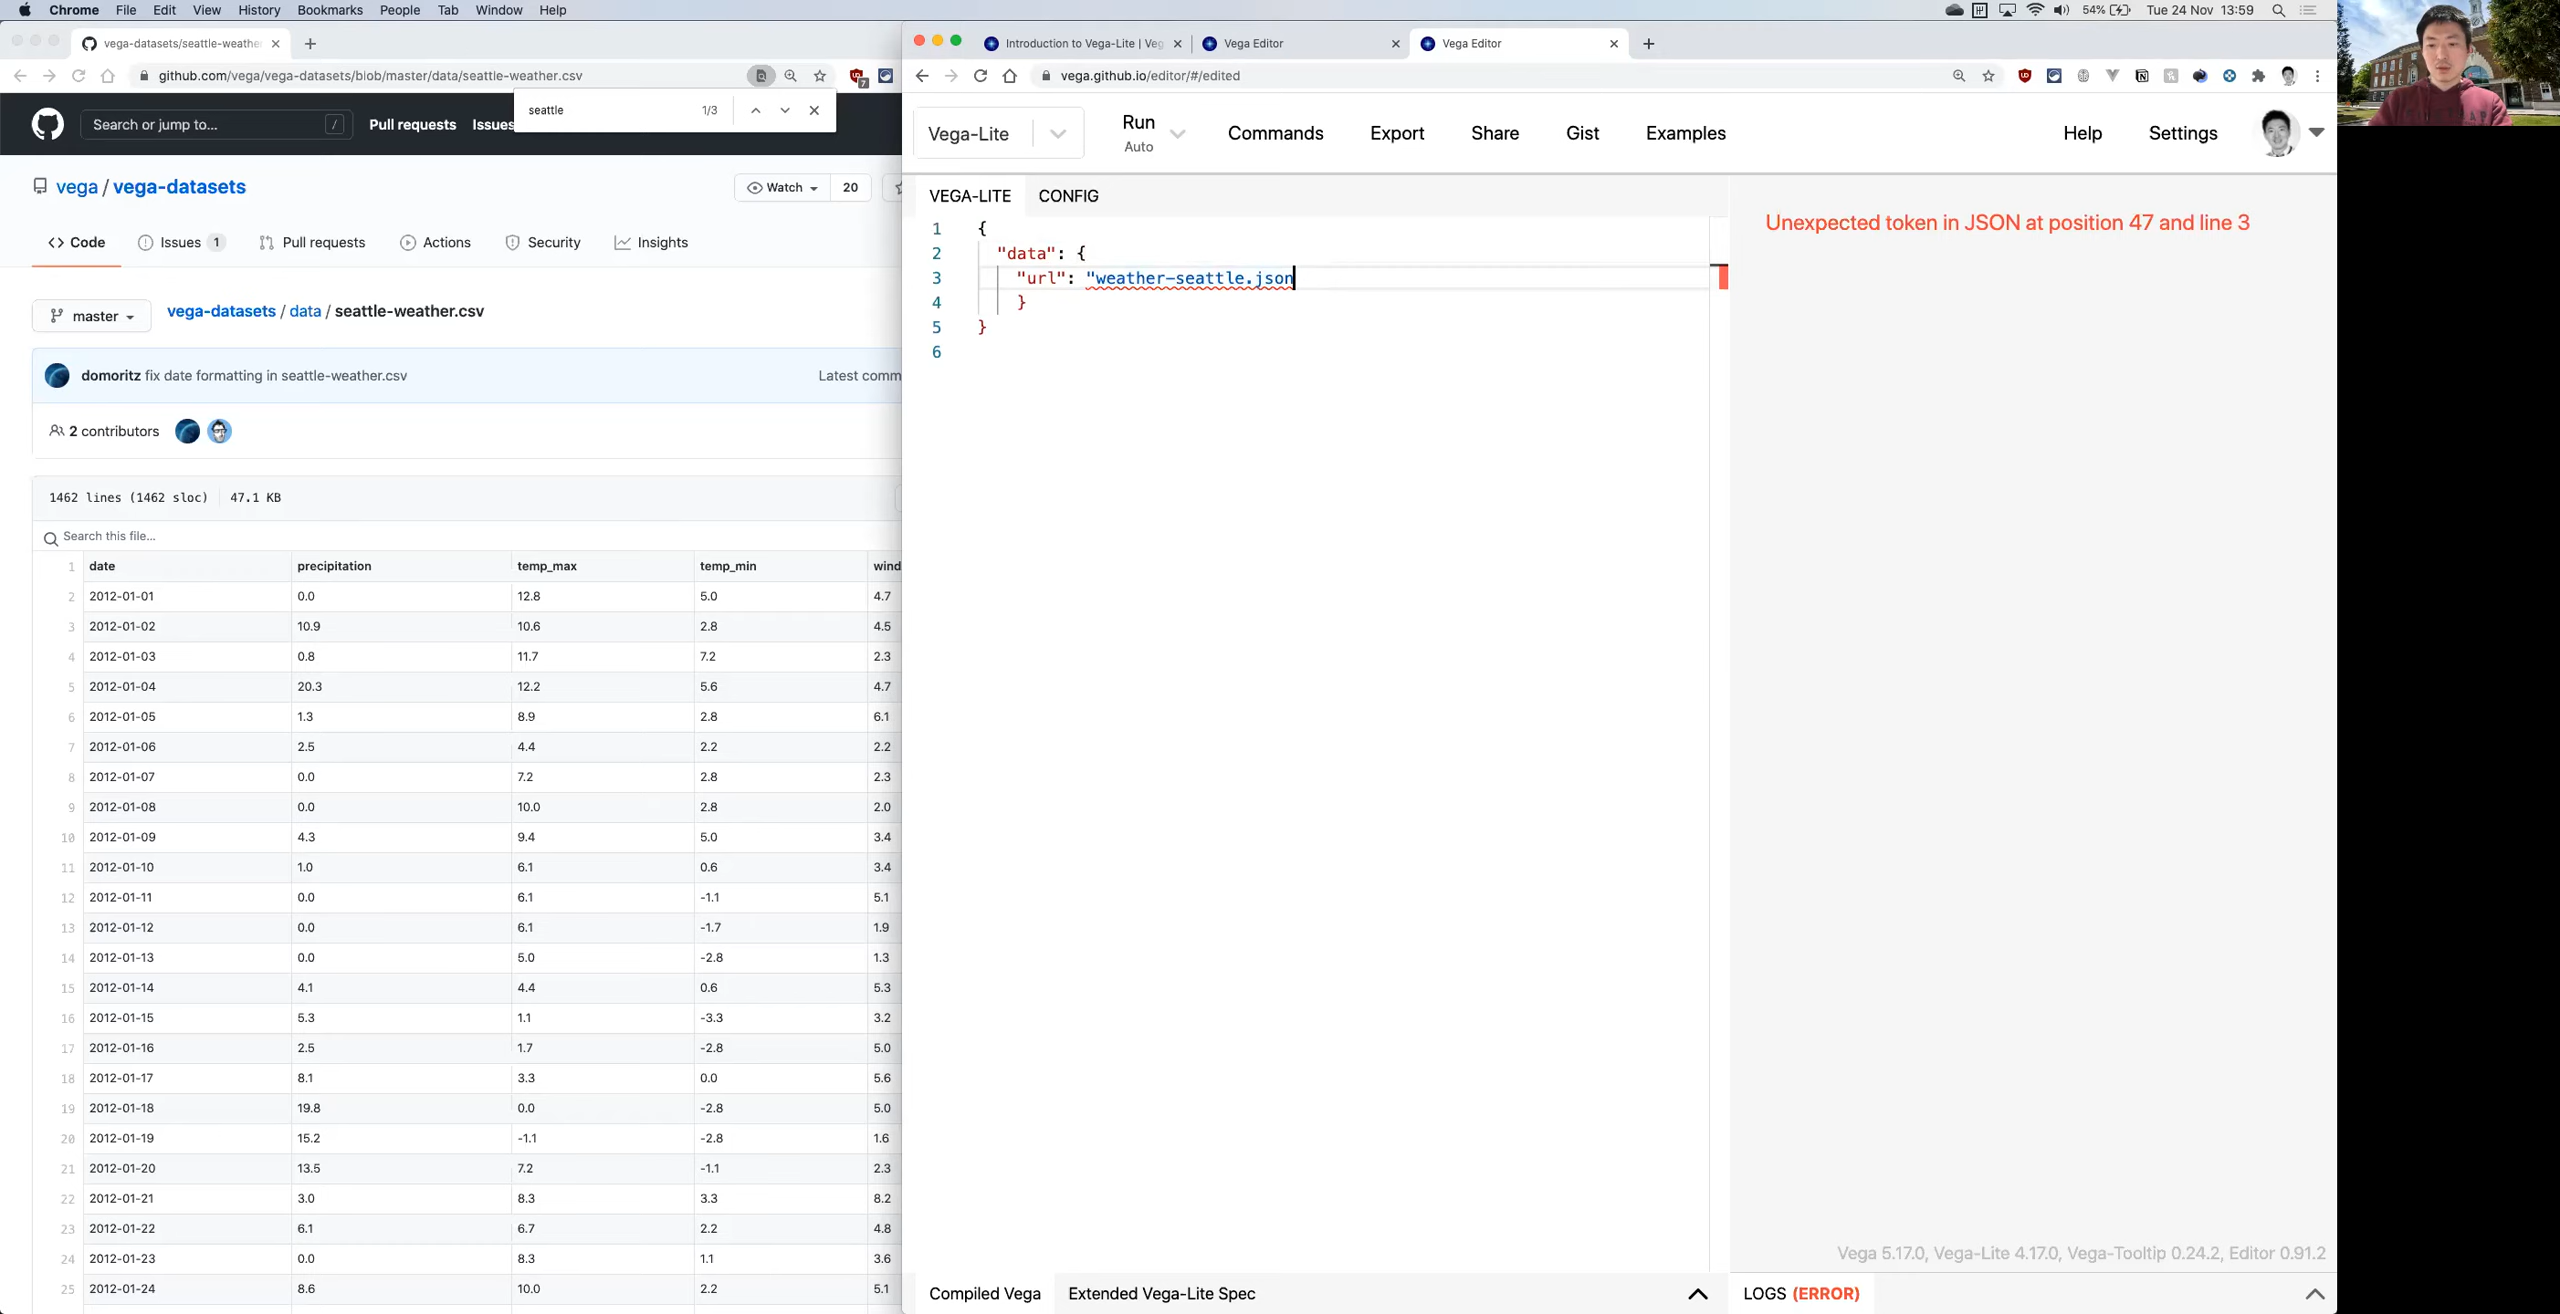 Chrome File Edit View History Bookmarks People Tab Window Help
54% Tue 24 Nov 13:59
vega-datasets/seattle-weathe
github.com/vega/vega-datasets/blob/master/data/seattle-weather.csv
seattle 1/3
Search or jump to... /
Pull requests Issues
vega / vega-datasets
Watch 20
Code Issues 1 Pull requests Actions Security Insights
master vega-datasets / data / seattle-weather.csv
domoritz fix date formatting in seattle-weather.csv Latest comm
2 contributors
1462 lines (1462 sloc) 47.1 KB
Search this file...
1 date precipitation temp_max temp_min wind
2 2012-01-01 0.0 12.8 5.0 4.7
3 2012-01-02 10.9 10.6 2.8 4.5
4 2012-01-03 0.8 11.7 7.2 2.3
5 2012-01-04 20.3 12.2 5.6 4.7
6 2012-01-05 1.3 8.9 2.8 6.1
7 2012-01-06 2.5 4.4 2.2 2.2
8 2012-01-07 0.0 7.2 2.8 2.3
9 2012-01-08 0.0 10.0 2.8 2.0
10 2012-01-09 4.3 9.4 5.0 3.4
11 2012-01-10 1.0 6.1 0.6 3.4
12 2012-01-11 0.0 6.1 -1.1 5.1
13 2012-01-12 0.0 6.1 -1.7 1.9
14 2012-01-13 0.0 5.0 -2.8 1.3
15 2012-01-14 4.1 4.4 0.6 5.3
16 2012-01-15 5.3 1.1 -3.3 3.2
17 2012-01-16 2.5 1.7 -2.8 5.0
18 2012-01-17 8.1 3.3 0.0 5.6
19 2012-01-18 19.8 0.0 -2.8 5.0
20 2012-01-19 15.2 -1.1 -2.8 1.6
21 2012-01-20 13.5 7.2 -1.1 2.3
22 2012-01-21 3.0 8.3 3.3 8.2
23 2012-01-22 6.1 6.7 2.2 4.8
24 2012-01-23 0.0 8.3 1.1 3.6
25 2012-01-24 8.6 10.0 2.2 5.1
Introduction to Vega-Lite | Veg Vega Editor Vega Editor
vega.github.io/editor/#/edited
Vega-Lite Run Commands Export Share Gist Examples Help Settings
Auto
VEGA-LITE CONFIG
1 {
2 "data": {
3 "url": "weather-seattle.json
4 }
5 }
6
Unexpected token in JSON at position 47 and line 3
Vega 5.17.0, Vega-Lite 4.17.0, Vega-Tooltip 0.24.2, Editor 0.91.2
Compiled Vega Extended Vega-Lite Spec LOGS (ERROR)